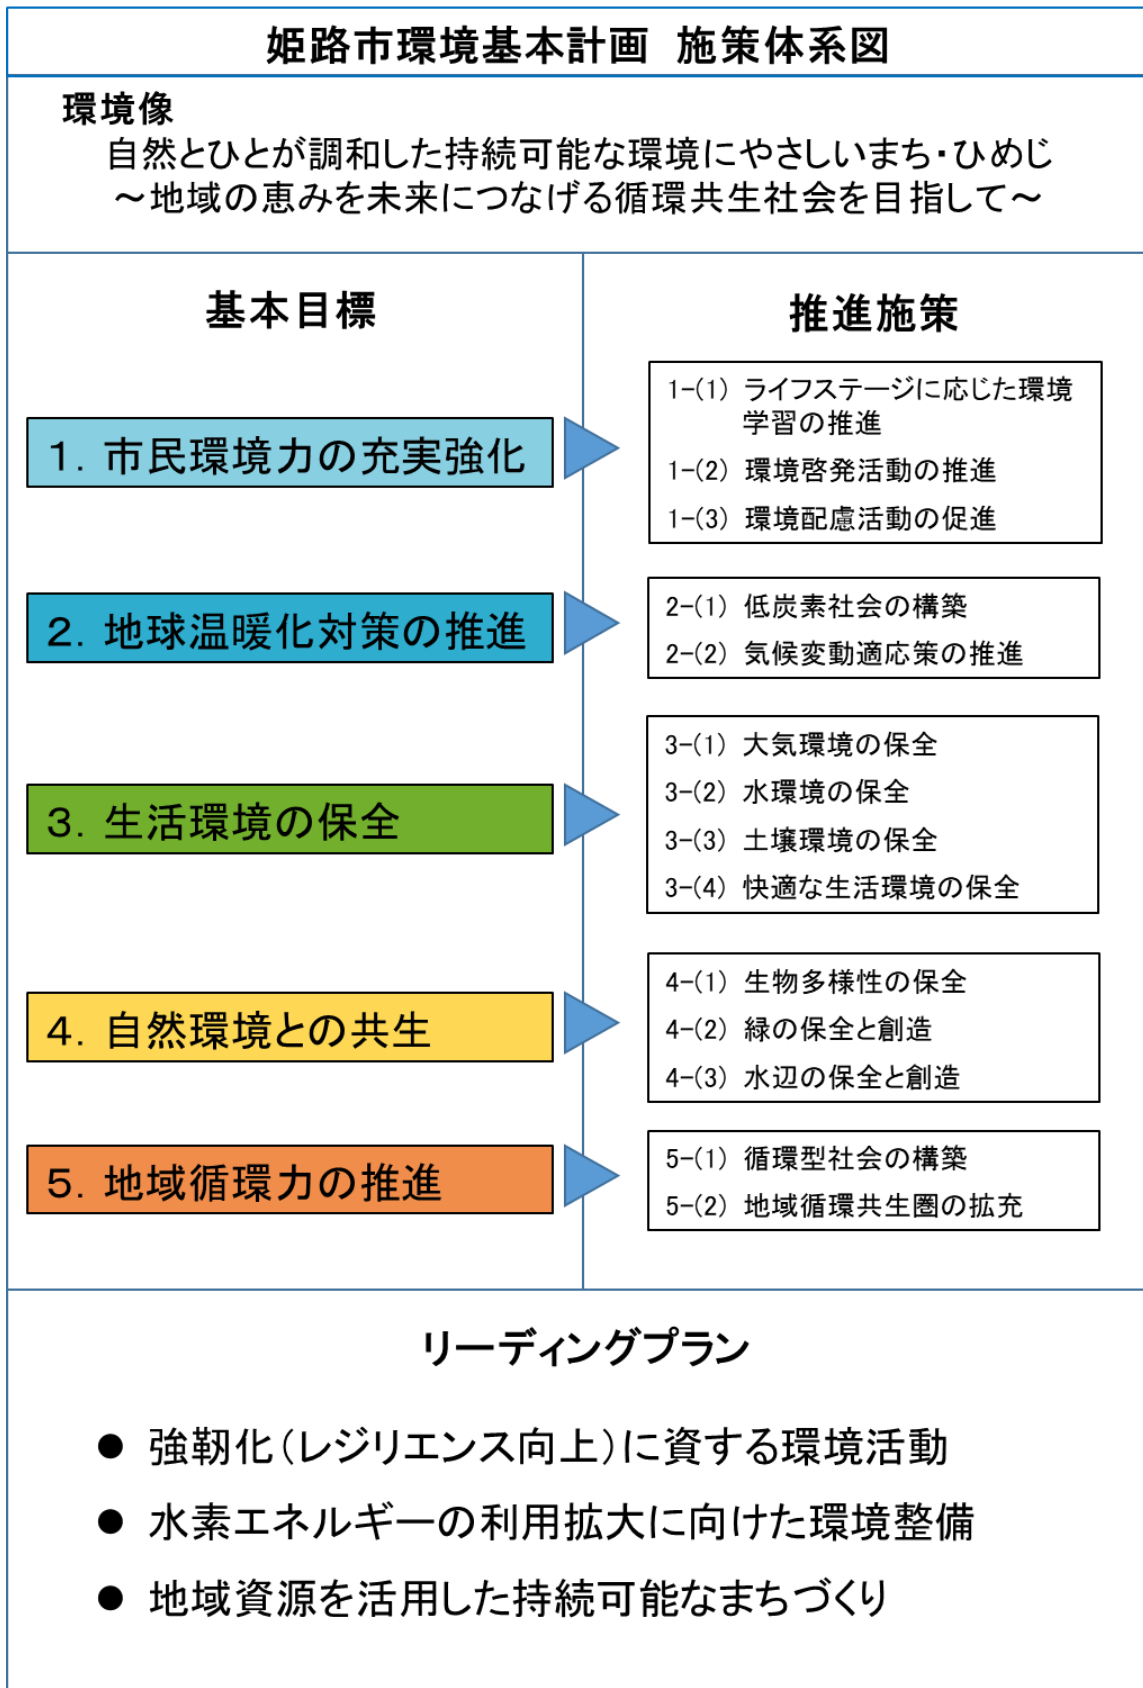 姫路市環境基本計画 施策体系図
環境像
自然とひとが調和した持続可能な環境にやさしいまち・ひめじ
～地域の恵みを未来につなげる循環共生社会を目指して～
基本目標
推進施策
1. 市民環境力の充実強化
1-(1) ライフステージに応じた環境
学習の推進
1-(2) 環境啓発活動の推進
1-(3) 環境配慮活動の促進
2. 地球温暖化対策の推進
2-(1) 低炭素社会の構築
2-(2) 気候変動適応策の推進
3. 生活環境の保全
3-(1) 大気環境の保全
3-(2) 水環境の保全
3-(3) 土壌環境の保全
3-(4) 快適な生活環境の保全
4. 自然環境との共生
4-(1) 生物多様性の保全
4-(2) 緑の保全と創造
4-(3) 水辺の保全と創造
5. 地域循環力の推進
5-(1) 循環型社会の構築
5-(2) 地域循環共生圏の拡充
リーディングプラン
● 強靭化（レジリエンス向上）に資する環境活動
● 水素エネルギーの利用拡大に向けた環境整備
● 地域資源を活用した持続可能なまちづくり